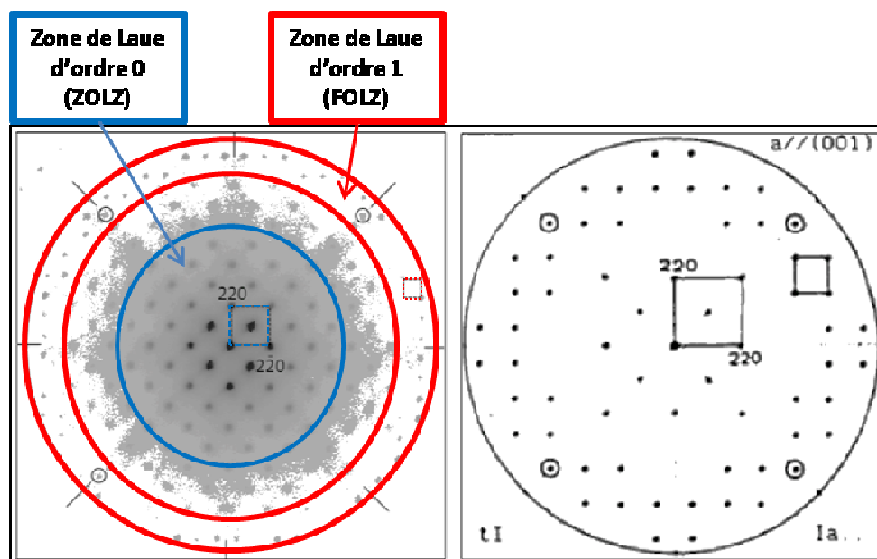 Zone de Laue
d'ordre 0
(ZOLZ)
Zone de Laue
d'ordre 1
(FOLZ)
220
220
a//(001)
220
220
tI
Ia..